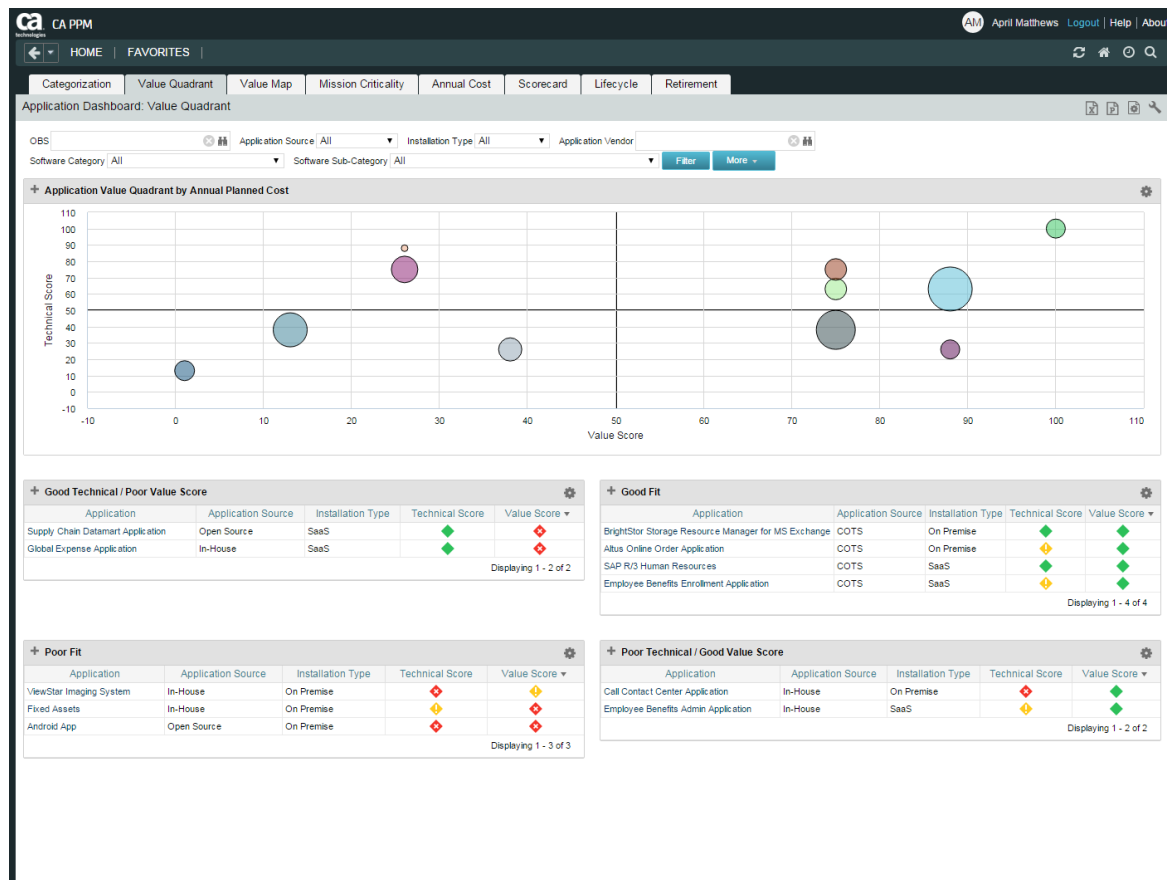 ca CA PPM AM April Matthews Logout | Help | About
technologies
HOME | FAVORITES |
Categorization Value Quadrant Value Map Mission Criticality Annual Cost Scorecard Lifecycle Retirement
Application Dashboard: Value Quadrant
OBS Application Source All Installation Type All Application Vendor
Software Category All Software Sub-Category All Filter More
Application Value Quadrant by Annual Planned Cost
110
100
90
80
70
60
50
40
30
20
10
0
-10
Technical Score
-10 0 10 20 30 40 50 60 70 80 90 100 110
Value Score
Good Technical / Poor Value Score
Application Application Source Installation Type Technical Score Value Score
Supply Chain Datamart Application Open Source SaaS
Global Expense Application In-House SaaS
Displaying 1 - 2 of 2
Good Fit
Application Application Source Installation Type Technical Score Value Score
BrightStor Storage Resource Manager for MS Exchange COTS On Premise
Altus Online Order Application COTS On Premise
SAP R/3 Human Resources COTS SaaS
Employee Benefits Enrollment Application COTS SaaS
Displaying 1 - 4 of 4
Poor Fit
Application Application Source Installation Type Technical Score Value Score
ViewStar Imaging System In-House On Premise
Fixed Assets In-House On Premise
Android App Open Source On Premise
Displaying 1 - 3 of 3
Poor Technical / Good Value Score
Application Application Source Installation Type Technical Score Value Score
Call Contact Center Application In-House On Premise
Employee Benefits Admin Application In-House SaaS
Displaying 1 - 2 of 2